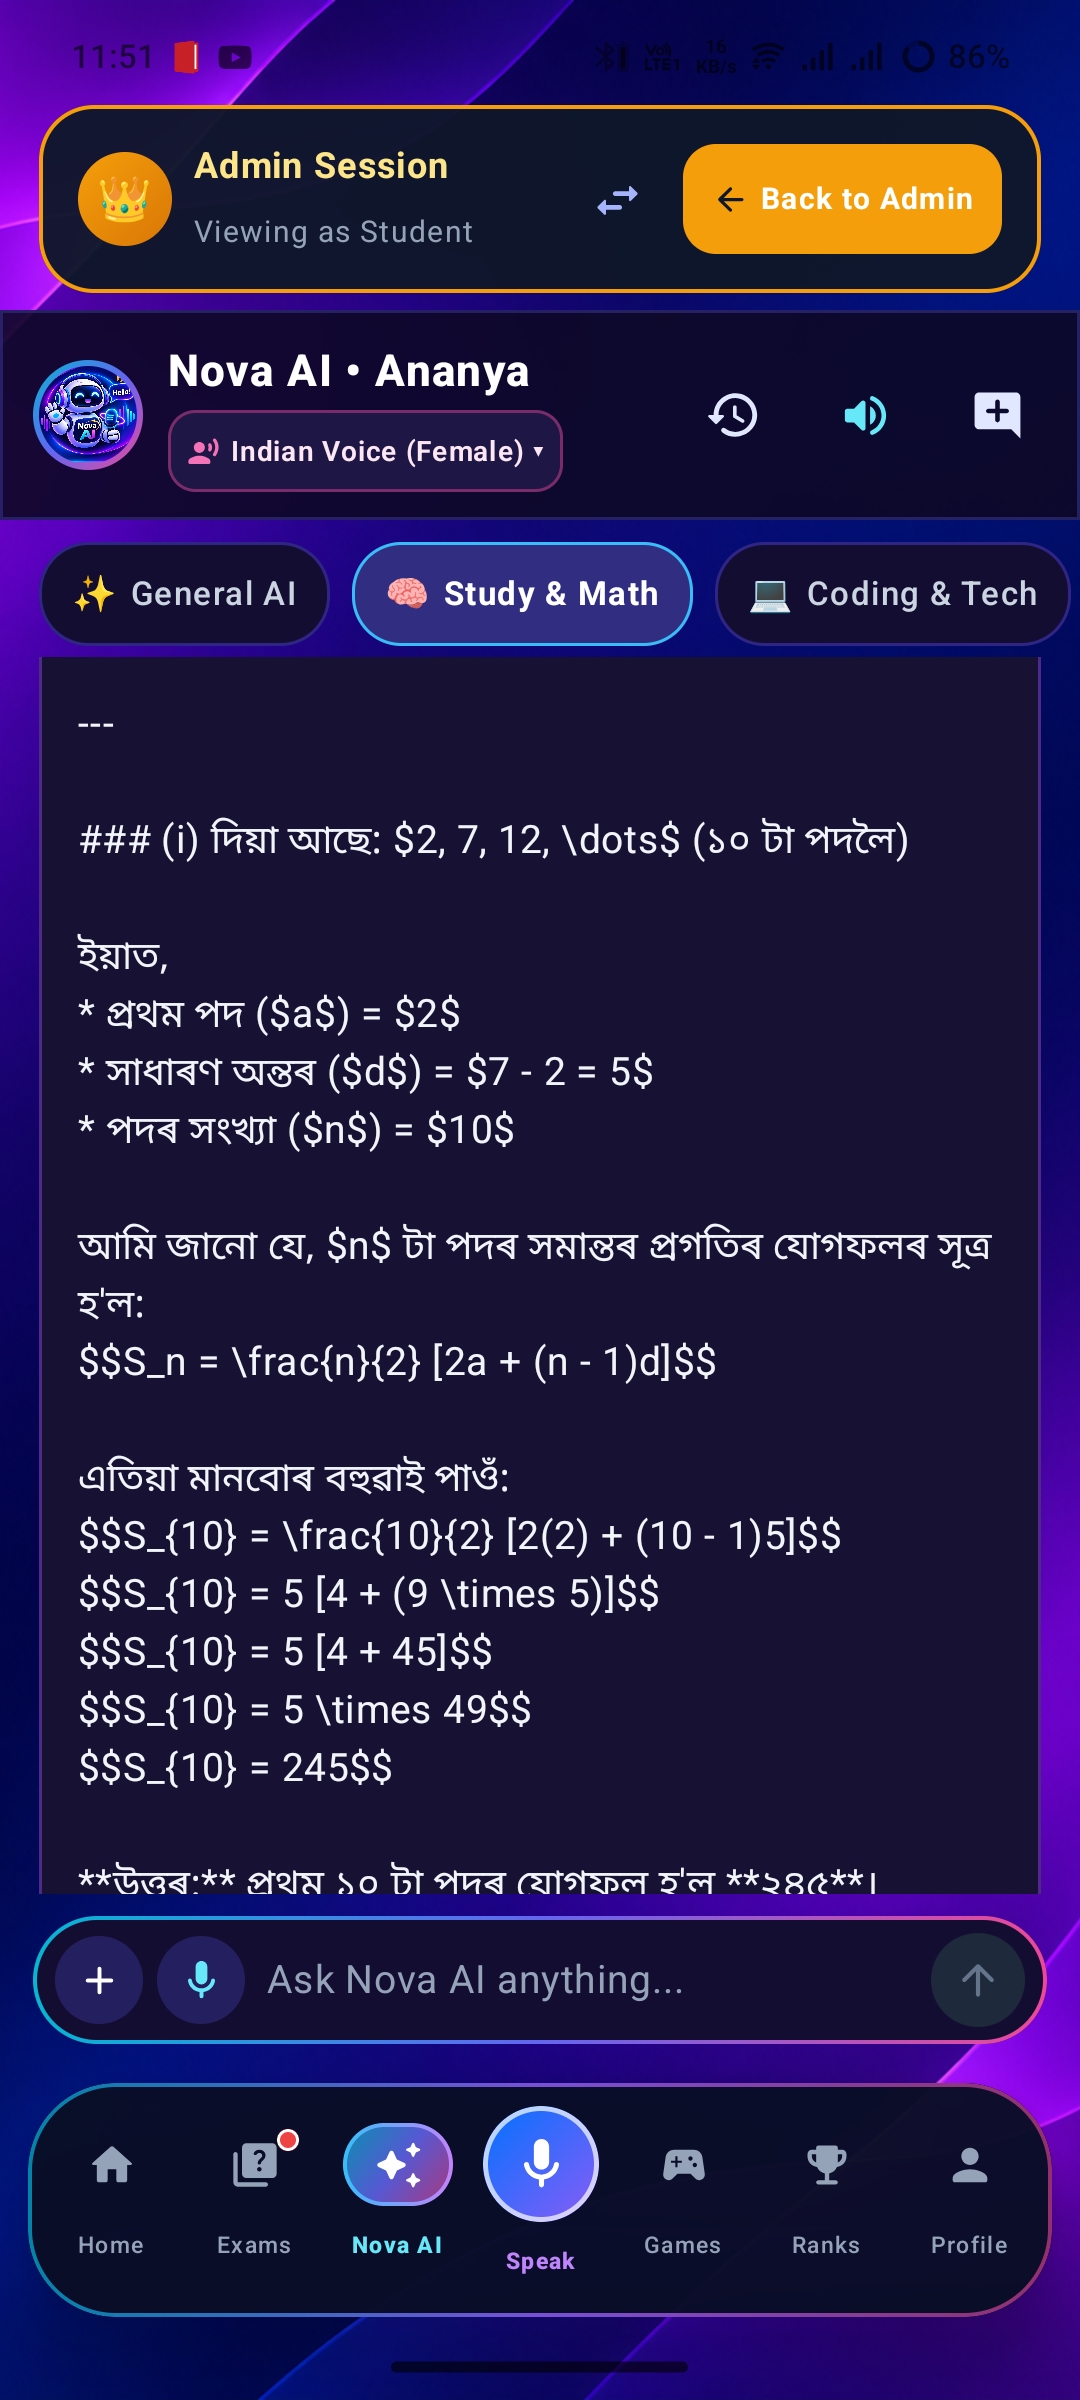 11:51
VoLTE1 16 KB/s 86%
Admin Session
Viewing as Student
← Back to Admin
Nova AI • Ananya
Indian Voice (Female) ▾
✨ General AI
🧠 Study & Math
💻 Coding & Tech
---
### (i) দিয়া আছে: $2, 7, 12, \dots$ (১০ টা পদলৈ)
ইয়াত,
* প্ৰথম পদ ($a$) = $2$
* সাধাৰণ অন্তৰ ($d$) = $7 - 2 = 5$
* পদৰ সংখ্যা ($n$) = $10$
আমি জানো যে, $n$ টা পদৰ সমান্তৰ প্ৰগতিৰ যোগফলৰ সূত্ৰ
হ'ল:
$$S_n = \frac{n}{2} [2a + (n - 1)d]$$
এতিয়া মানবোৰ বহুৱাই পাওঁ:
$$S_{10} = \frac{10}{2} [2(2) + (10 - 1)5]$$
$$S_{10} = 5 [4 + (9 \times 5)]$$
$$S_{10} = 5 [4 + 45]$$
$$S_{10} = 5 \times 49$$
$$S_{10} = 245$$
**উত্তৰ:** প্ৰথম ১০ টা পদৰ যোগফল হ'ল **২৪৫**।
Ask Nova AI anything...
Home
Exams
Nova AI
Speak
Games
Ranks
Profile